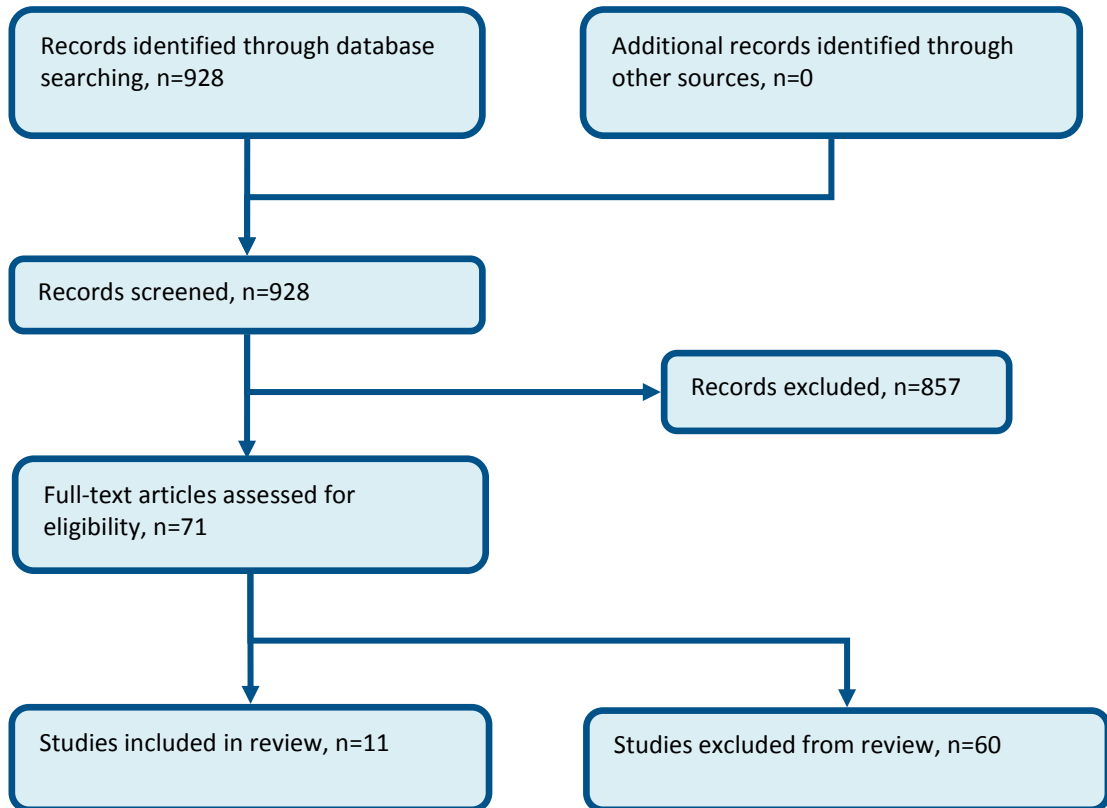 Records identified through database
searching, n=928
Additional records identified through
other sources, n=0
Records screened, n=928
Records excluded, n=857
Full-text articles assessed for
eligibility, n=71
Studies included in review, n=11
Studies excluded from review, n=60